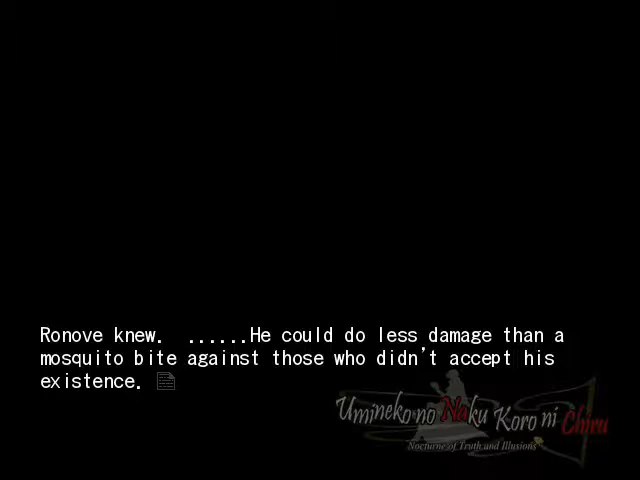 Ronove knew. ......He could do less damage than a
mosquito bite against those who didn't accept his
existence.
Umineko no Naku Koro ni Chiru
Nocturne of Truth and Illusions